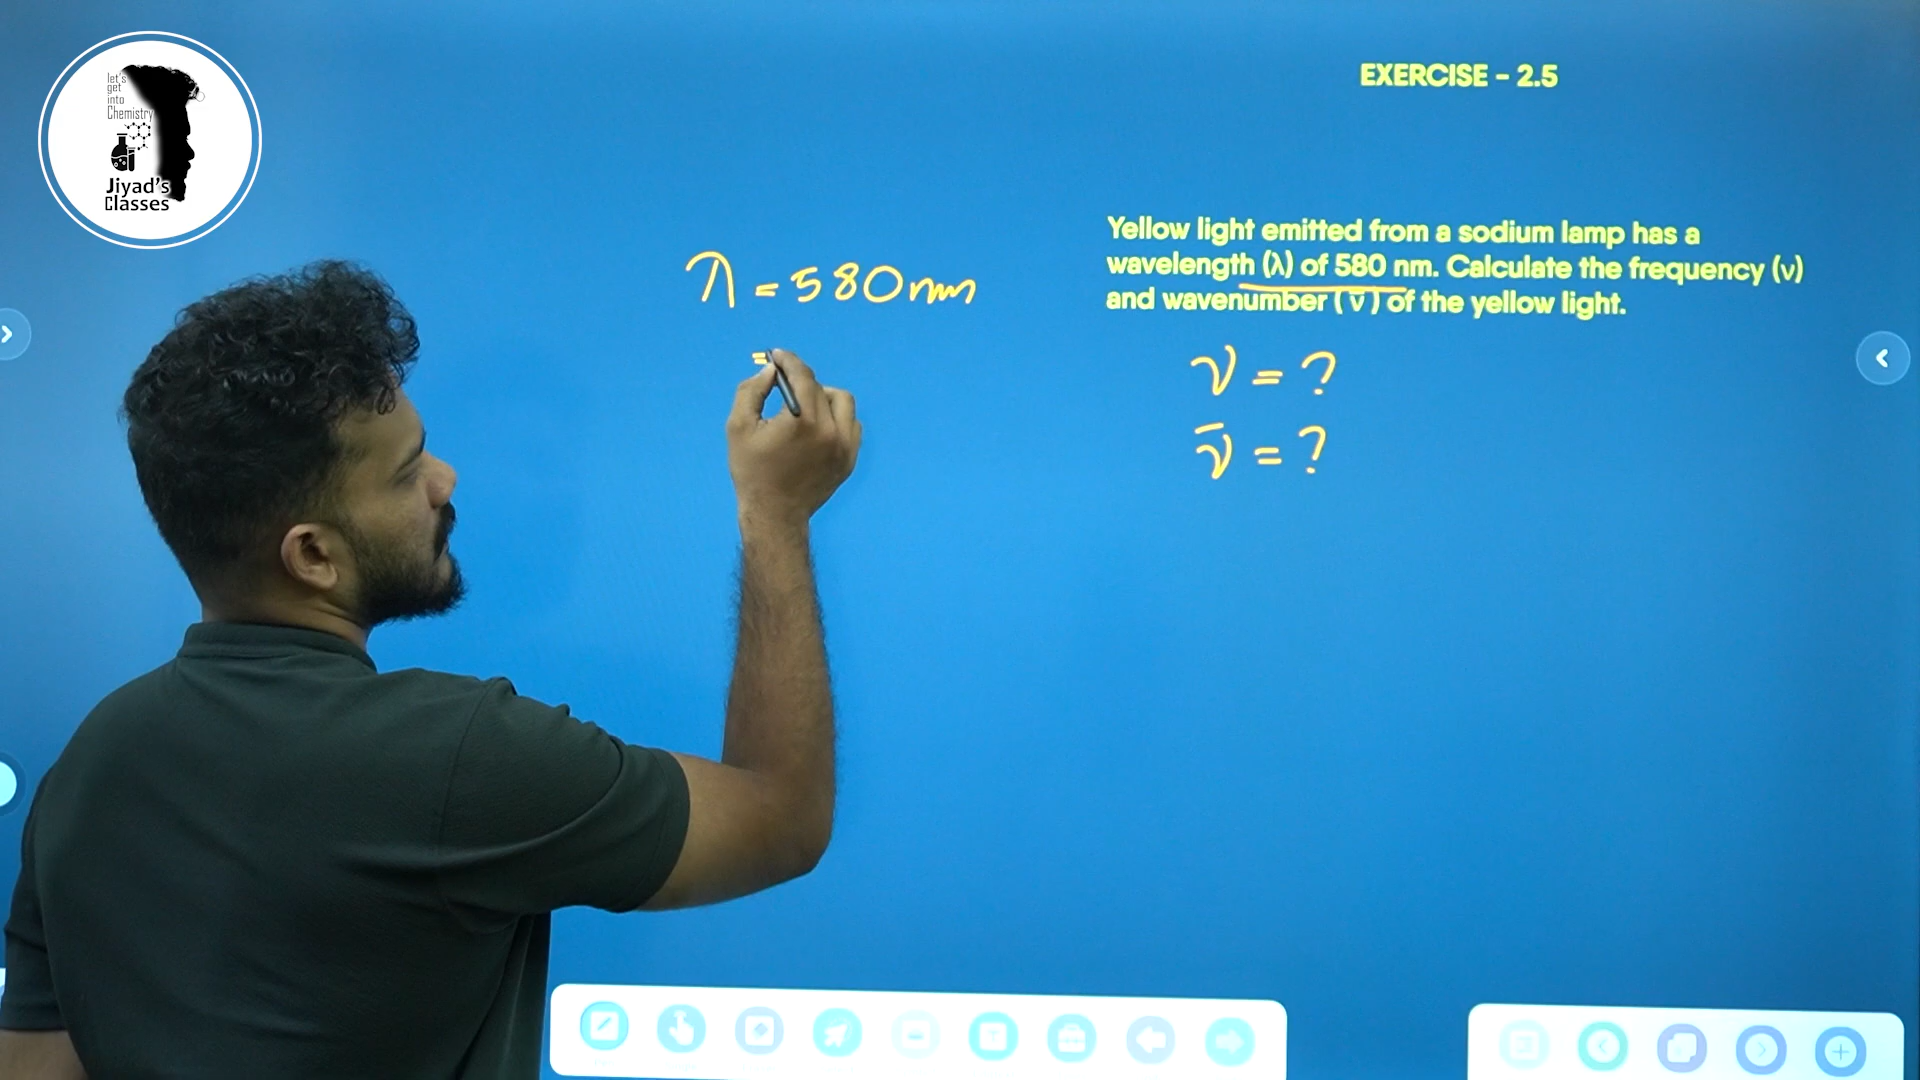 let's
get
into
Chemistry
Jiyad's
Classes
EXERCISE - 2.5
Yellow light emitted from a sodium lamp has a
wavelength (λ) of 580 nm. Calculate the frequency (ν)
and wavenumber (ν̄) of the yellow light.
λ = 580nm
=
ν = ?
ν̄ = ?